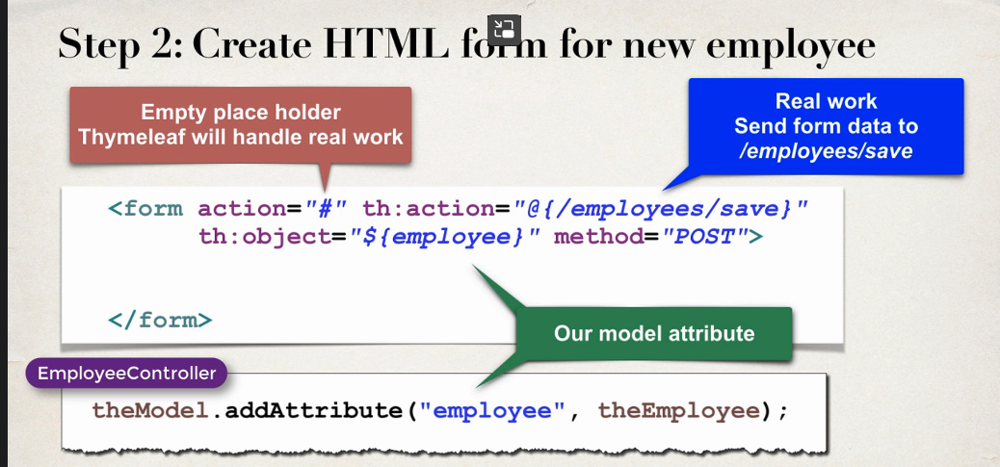 Step 2: Create HTML form for new employee
Empty place holder
Thymeleaf will handle real work
Real work
Send form data to
/employees/save
<form action="#" th:action="@{/employees/save}"
th:object="${employee}" method="POST">
</form>
Our model attribute
EmployeeController
theModel.addAttribute("employee", theEmployee);